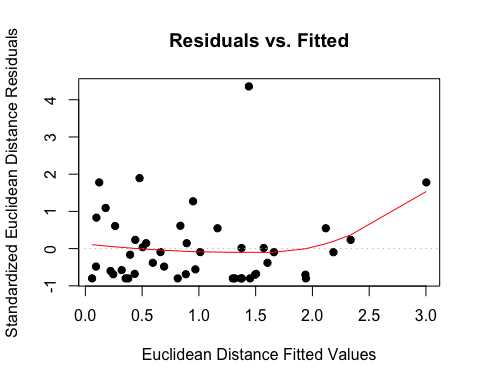 Residuals vs. Fitted
Standardized Euclidean Distance Residuals
4
3
2
1
0
-1
0.0 0.5 1.0 1.5 2.0 2.5 3.0
Euclidean Distance Fitted Values